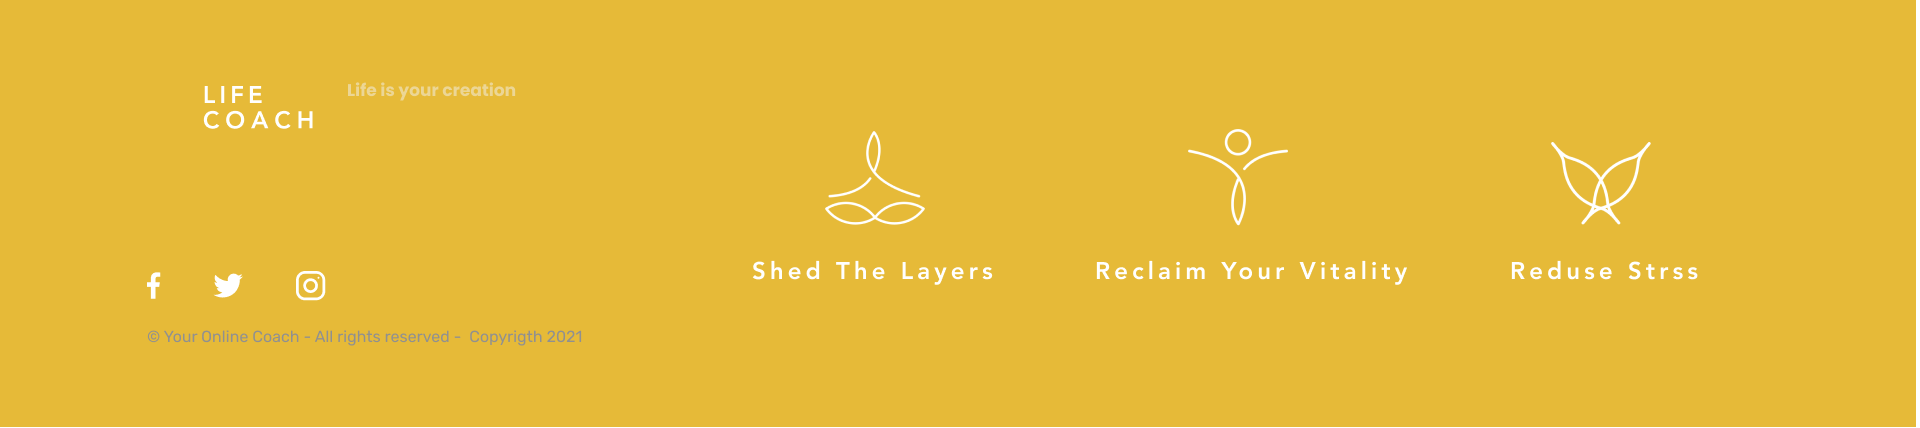 LIFE
COACH
Life is your creation
Shed The Layers
Reclaim Your Vitality
Reduse Strss
© Your Online Coach - All rights reserved -  Copyrigth 2021